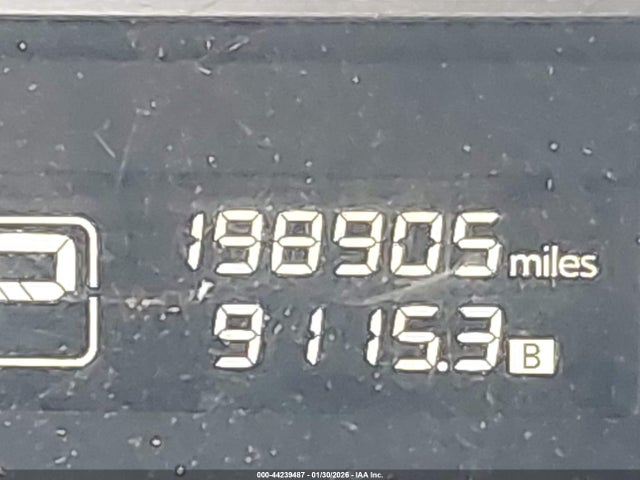 198905 miles
9115.3 B
000-44239487 - 01/30/2026 - IAA Inc.